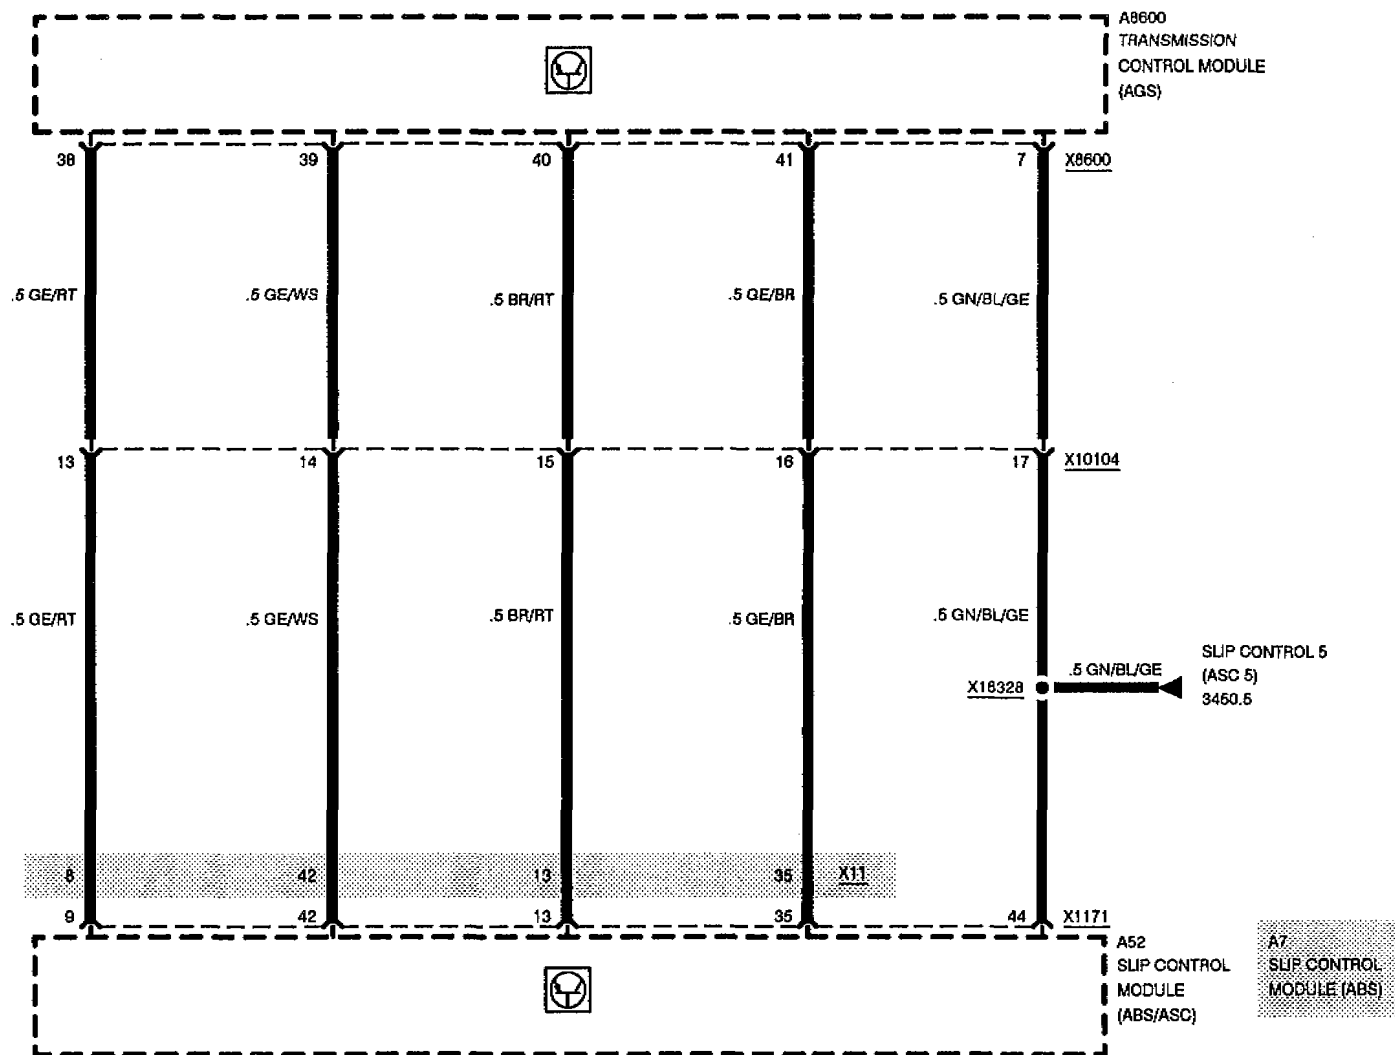 A8600
TRANSMISSION
CONTROL MODULE
(AGS)
38 39 40 41 7 X8600
.5 GE/RT .5 GE/WS .5 BR/RT .5 GE/BR .5 GN/BL/GE
13 14 15 16 17 X10104
.5 GE/RT .5 GE/WS .5 BR/RT .5 GE/BR .5 GN/BL/GE
SLIP CONTROL 5
(ASC 5)
3450.5
.5 GN/BL/GE
X18328
8 42 13 35 X11
9 42 13 35 44 X1171
A52
SLIP CONTROL
MODULE
(ABS/ASC)
A7
SLIP CONTROL
MODULE (ABS)